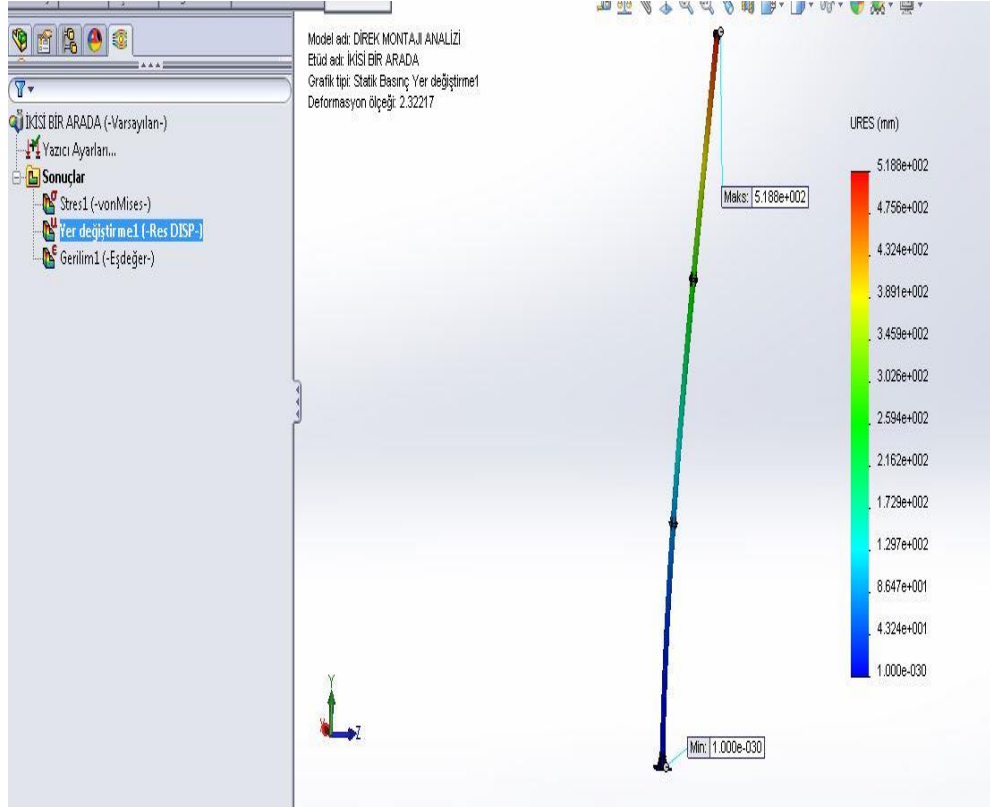 Model adı: DİREK MONTAJI ANALİZİ
Etüd adı: İKİSİ BİR ARADA
Grafik tipi: Statik Basınç Yer değiştirme1
Deformasyon ölçeği: 2.32217
İKİSİ BİR ARADA (-Varsayılan-)
Yazıcı Ayarları...
Sonuçlar
Stres1 (-vonMises-)
Yer değiştirme1 (-Res DISP-)
Gerilim1 (-Eşdeğer-)
URES (mm)
5.188e+002
4.756e+002
4.324e+002
3.891e+002
3.459e+002
3.026e+002
2.594e+002
2.162e+002
1.729e+002
1.297e+002
8.647e+001
4.324e+001
1.000e-030
Maks: 5.188e+002
Min: 1.000e-030
Y
X
Z